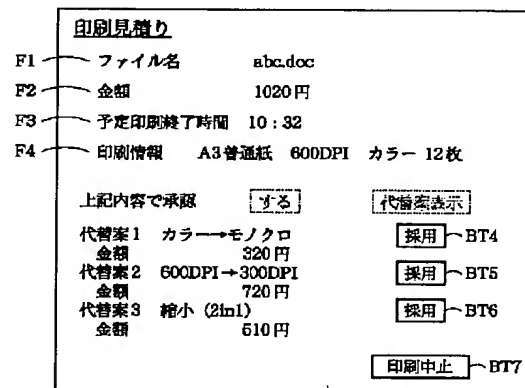 印刷見積り
F1 ファイル名 abc.doc
F2 金額 1020円
F3 予定印刷終了時間 10:32
F4 印刷情報 A3普通紙 600DPI カラー 12枚
上記内容で承認 する 代替案表示
代替案1 カラー→モノクロ 採用 BT4
金額 320円
代替案2 600DPI→300DPI 採用 BT5
金額 720円
代替案3 縮小 (2in1) 採用 BT6
金額 510円
印刷中止 BT7